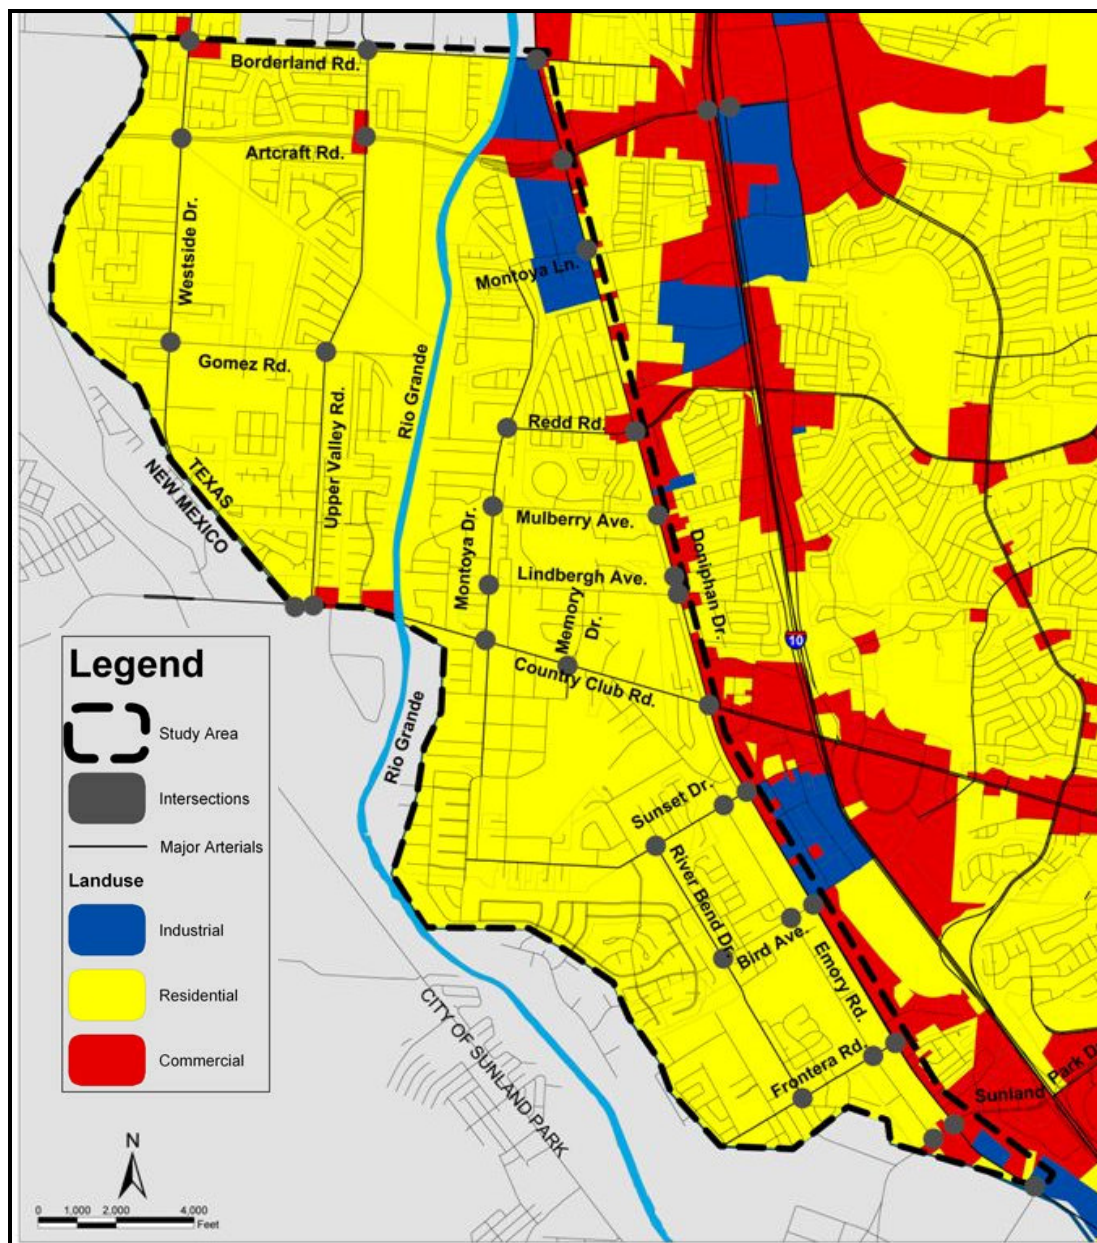 Borderland Rd.
Artcraft Rd.
Westside Dr.
Montoya Ln.
Gomez Rd.
Rio Grande
Upper Valley Rd.
Redd Rd.
TEXAS
NEW MEXICO
Montoya Dr.
Mulberry Ave.
Doniphan Dr.
Lindbergh Ave.
Memory
Dr.
10
Country Club Rd.
Rio Grande
Sunset Dr.
River Bend Dr.
Bird Ave.
Emory Rd.
Frontera Rd.
Sunland Park D
CITY OF SUNLAND PARK
Legend
Study Area
Intersections
Major Arterials
Landuse
Industrial
Residential
Commercial
N
0 1,000 2,000 4,000
Feet